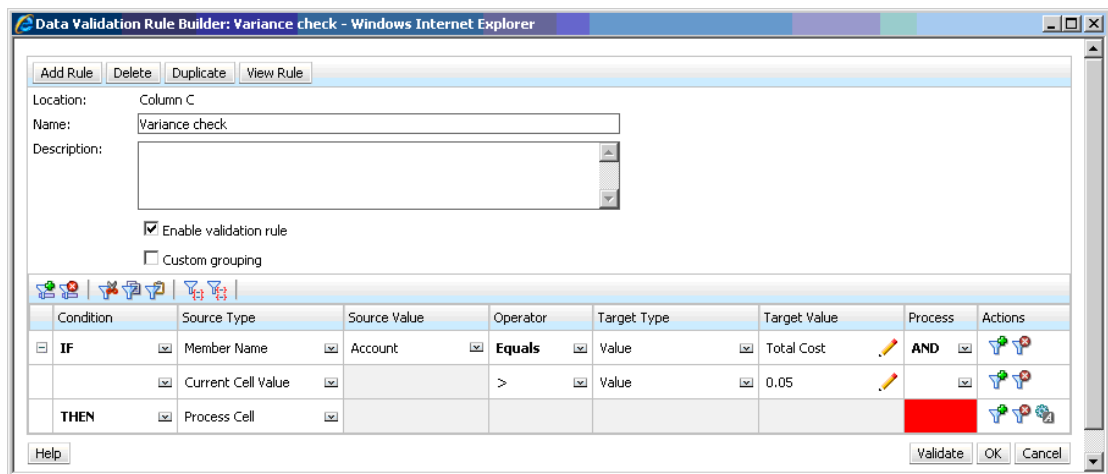 Data Validation Rule Builder: Variance check - Windows Internet Explorer
Add Rule Delete Duplicate View Rule
Location: Column C
Name: Variance check
Description:
Enable validation rule
Custom grouping
Condition Source Type Source Value Operator Target Type Target Value Process Actions
IF Member Name Account Equals Value Total Cost AND
Current Cell Value > Value 0.05
THEN Process Cell
Help Validate OK Cancel